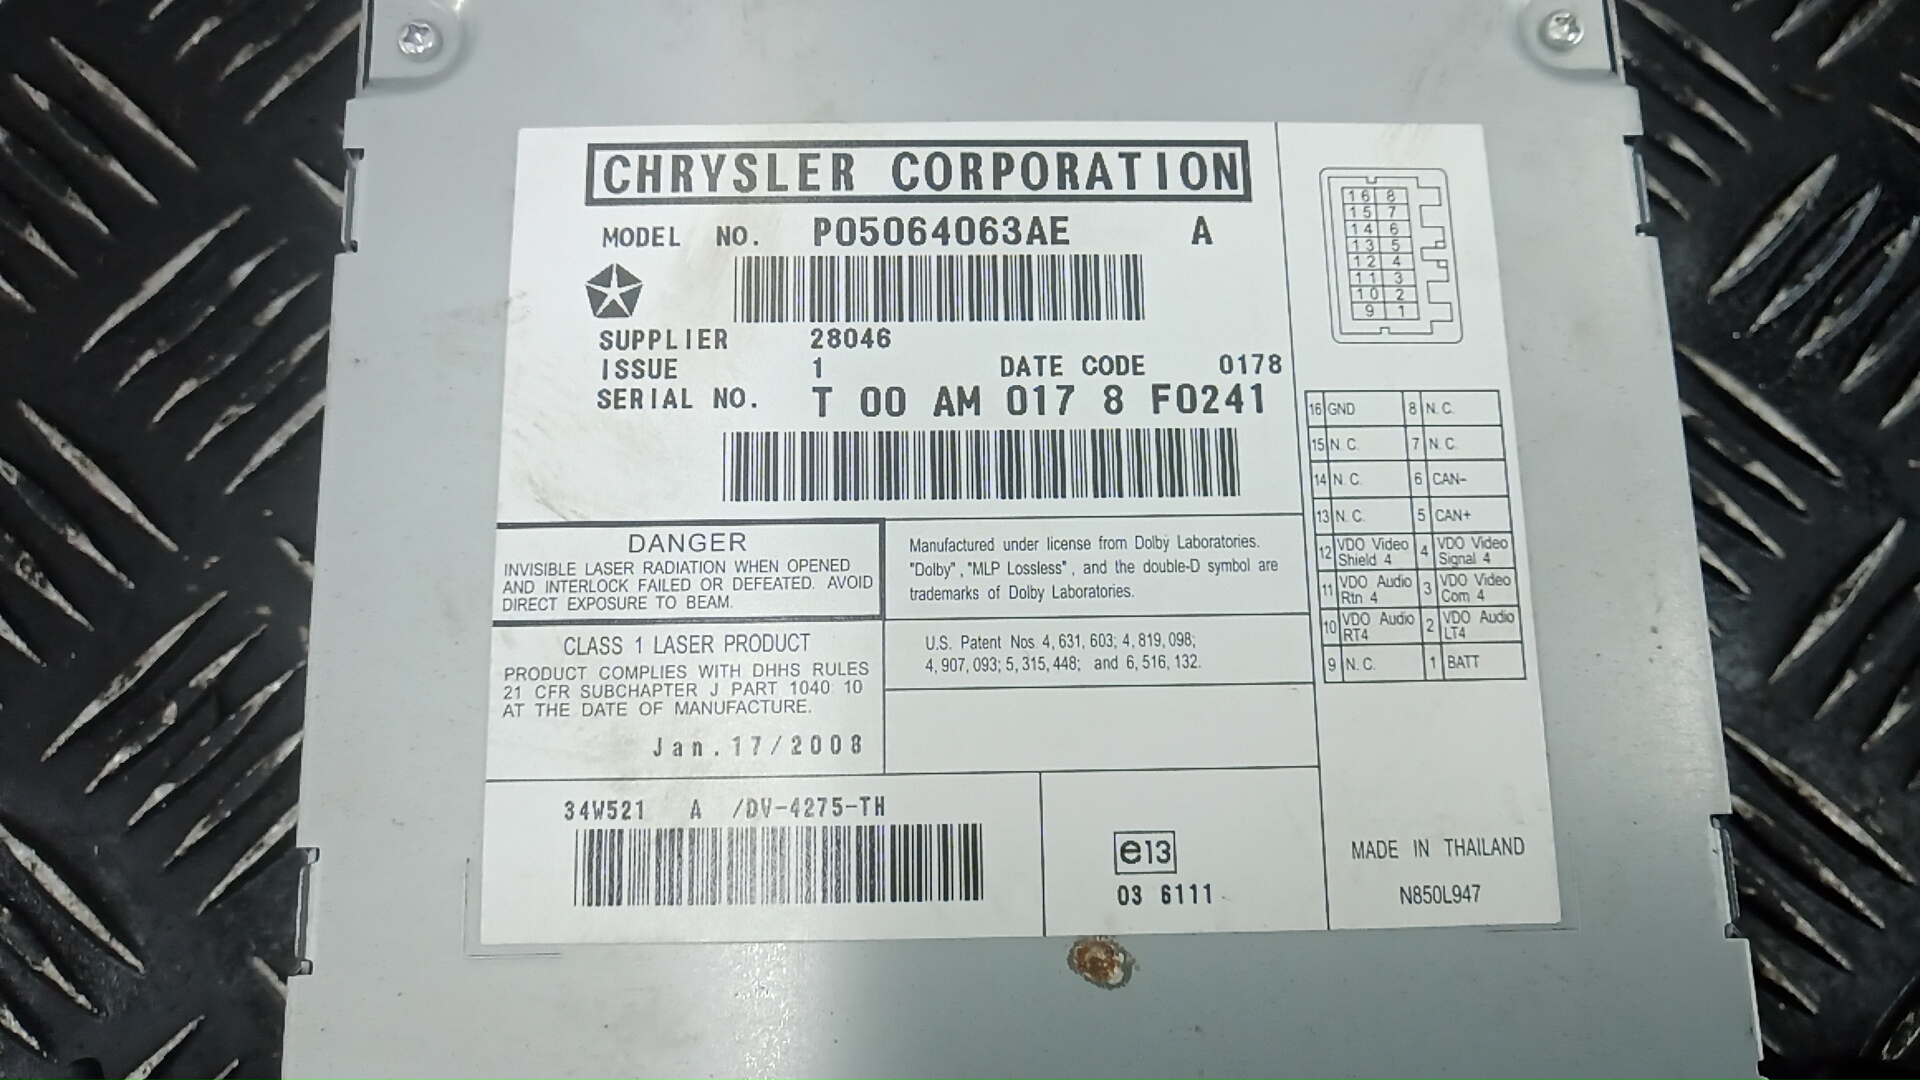 CHRYSLER CORPORATION
MODEL NO. P05064063AE A
SUPPLIER 28046
ISSUE 1 DATE CODE 0178
SERIAL NO. T 00 AM 017 8 F0241
DANGER
INVISIBLE LASER RADIATION WHEN OPENED
AND INTERLOCK FAILED OR DEFEATED. AVOID
DIRECT EXPOSURE TO BEAM.
CLASS 1 LASER PRODUCT
PRODUCT COMPLIES WITH DHHS RULES
21 CFR SUBCHAPTER J PART 1040 10
AT THE DATE OF MANUFACTURE.
Jan.17/2008
Manufactured under license from Dolby Laboratories.
"Dolby", "MLP Lossless", and the double-D symbol are
trademarks of Dolby Laboratories.
U.S. Patent Nos 4,631,603; 4,819,098;
4,907,093; 5,315,448; and 6,516,132.
34W521 A /DV-4275-TH
e13
03 6111
16 8
15 7
14 6
13 5
12 4
11 3
10 2
9 1
16 GND 8 N.C.
15 N.C. 7 N.C.
14 N.C. 6 CAN-
13 N.C. 5 CAN+
12 VDO Video Shield 4 4 VDO Video Signal 4
11 VDO Audio Rtn 4 3 VDO Video Com 4
10 VDO Audio RT4 2 VDO Audio LT4
9 N.C. 1 BATT
MADE IN THAILAND
N850L947